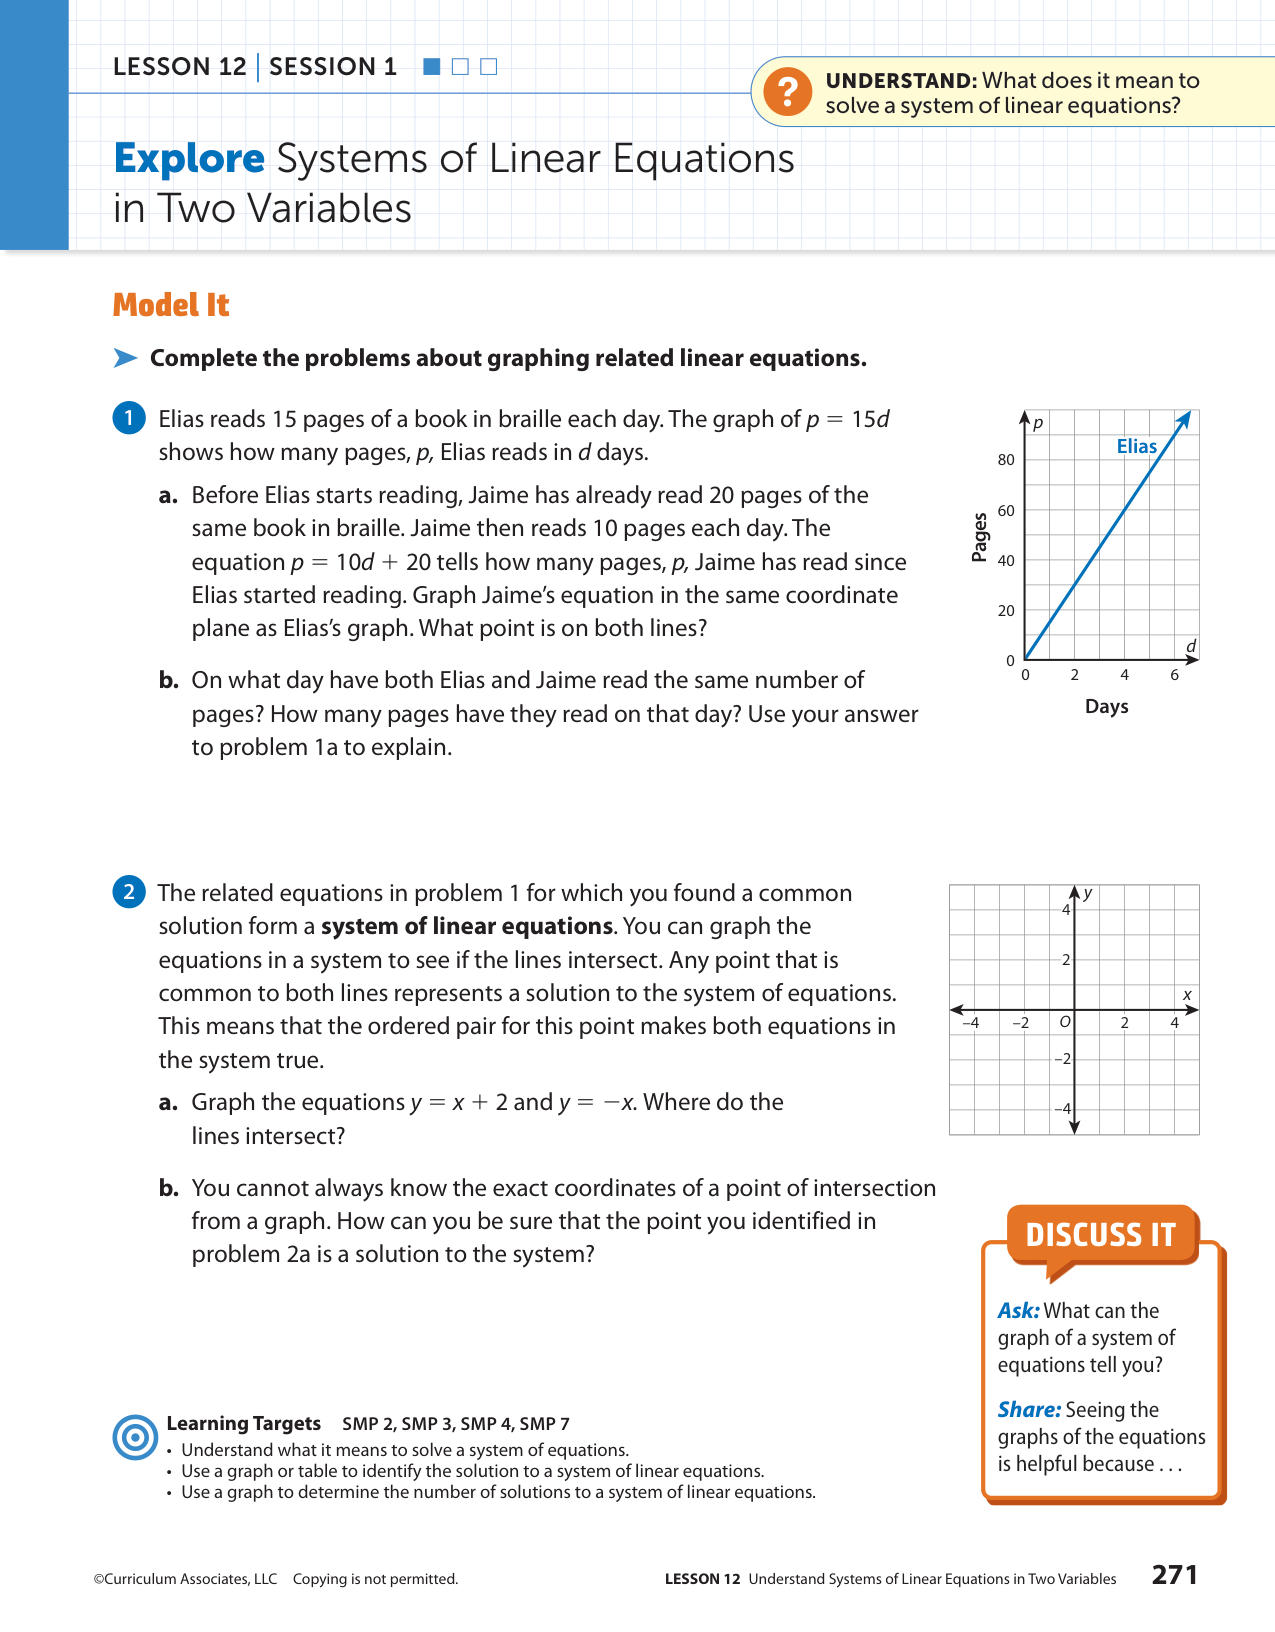 LESSON 12 | SESSION 1
? UNDERSTAND: What does it mean to
solve a system of linear equations?
Explore Systems of Linear Equations
in Two Variables
Model It
Complete the problems about graphing related linear equations.
1 Elias reads 15 pages of a book in braille each day. The graph of p = 15d
shows how many pages, p, Elias reads in d days.
a. Before Elias starts reading, Jaime has already read 20 pages of the
same book in braille. Jaime then reads 10 pages each day. The
equation p = 10d + 20 tells how many pages, p, Jaime has read since
Elias started reading. Graph Jaime’s equation in the same coordinate
plane as Elias’s graph. What point is on both lines?
b. On what day have both Elias and Jaime read the same number of
pages? How many pages have they read on that day? Use your answer
to problem 1a to explain.
p
Elias
80
60
40
20
0
Pages
d
0 2 4 6
Days
2 The related equations in problem 1 for which you found a common
solution form a system of linear equations. You can graph the
equations in a system to see if the lines intersect. Any point that is
common to both lines represents a solution to the system of equations.
This means that the ordered pair for this point makes both equations in
the system true.
a. Graph the equations y = x + 2 and y = −x. Where do the
lines intersect?
b. You cannot always know the exact coordinates of a point of intersection
from a graph. How can you be sure that the point you identified in
problem 2a is a solution to the system?
y
4
2
x
–4 –2 O 2 4
–2
–4
DISCUSS IT
Ask: What can the
graph of a system of
equations tell you?
Share: Seeing the
graphs of the equations
is helpful because . . .
Learning Targets SMP 2, SMP 3, SMP 4, SMP 7
• Understand what it means to solve a system of equations.
• Use a graph or table to identify the solution to a system of linear equations.
• Use a graph to determine the number of solutions to a system of linear equations.
©Curriculum Associates, LLC Copying is not permitted.
LESSON 12 Understand Systems of Linear Equations in Two Variables 271